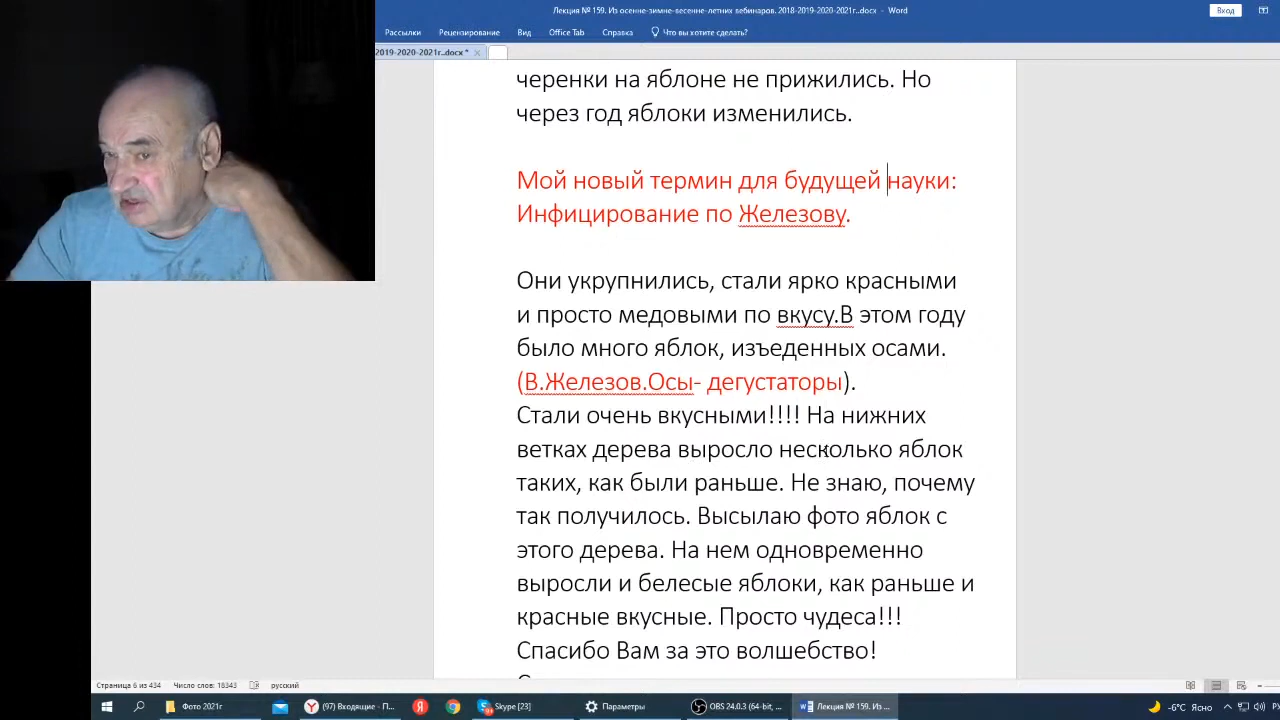 Лекция № 159. Из осенне-зимне-весенне-летних вебинаров. 2018-2019-2020-2021г..docx - Word
Вход
Рассылки Рецензирование Вид Office Tab Справка Что вы хотите сделать?
2019-2020-2021г..docx *
черенки на яблоне не прижились. Но
через год яблоки изменились.
Мой новый термин для будущей науки:
Инфицирование по Железову.
Они укрупнились, стали ярко красными
и просто медовыми по вкусу.В этом году
было много яблок, изъеденных осами.
(В.Железов.Осы- дегустаторы).
Стали очень вкусными!!!! На нижних
ветках дерева выросло несколько яблок
таких, как были раньше. Не знаю, почему
так получилось. Высылаю фото яблок с
этого дерева. На нем одновременно
выросли и белесые яблоки, как раньше и
красные вкусные. Просто чудеса!!!
Спасибо Вам за это волшебство!
Страница 6 из 434 Число слов: 18343 русский
Фото 2021г (97) Входящие - П... Skype [23] Параметры OBS 24.0.3 (64-bit, ... Лекция № 159. Из ... -6°C Ясно